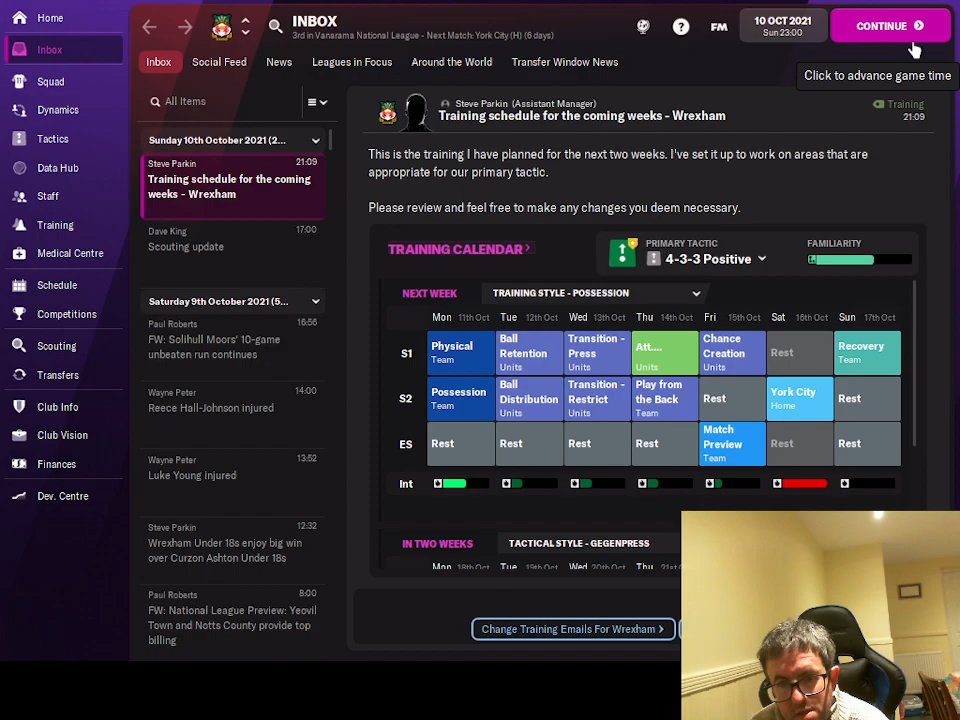 Home
INBOX
3rd in Vanarama National League - Next Match: York City (H) (6 days)
FM
10 OCT 2021
Sun 23:00
CONTINUE
Click to advance game time
Inbox
Squad
Dynamics
Tactics
Data Hub
Staff
Training
Medical Centre
Schedule
Competitions
Scouting
Transfers
Club Info
Club Vision
Finances
Dev. Centre
Inbox
Social Feed
News
Leagues in Focus
Around the World
Transfer Window News
All Items
Sunday 10th October 2021 (2...
Steve Parkin
21:09
Training schedule for the coming
weeks - Wrexham
Dave King
17:00
Scouting update
Saturday 9th October 2021 (5...
Paul Roberts
16:56
FW: Solihull Moors' 10-game
unbeaten run continues
Wayne Peter
14:00
Reece Hall-Johnson injured
Wayne Peter
13:52
Luke Young injured
Steve Parkin
12:32
Wrexham Under 18s enjoy big win
over Curzon Ashton Under 18s
Paul Roberts
8:00
FW: National League Preview: Yeovil
Town and Notts County provide top
billing
Steve Parkin (Assistant Manager)
Training schedule for the coming weeks - Wrexham
Training
21:09
This is the training I have planned for the next two weeks. I've set it up to work on areas that are
appropriate for our primary tactic.
Please review and feel free to make any changes you deem necessary.
TRAINING CALENDAR
PRIMARY TACTIC
4-3-3 Positive
FAMILIARITY
NEXT WEEK
TRAINING STYLE - POSSESSION
Mon 11th Oct
Tue 12th Oct
Wed 13th Oct
Thu 14th Oct
Fri 15th Oct
Sat 16th Oct
Sun 17th Oct
S1
Physical
Team
Ball
Retention
Units
Transition -
Press
Units
Att....
Units
Chance
Creation
Units
Rest
Recovery
Team
S2
Possession
Team
Ball
Distribution
Units
Transition -
Restrict
Units
Play from
the Back
Team
Rest
York City
Home
Rest
ES
Rest
Rest
Rest
Rest
Match
Preview
Team
Rest
Rest
Int
IN TWO WEEKS
TACTICAL STYLE - GEGENPRESS
Mon 18th Oct
Tue 19th Oct
Wed 20th Oct
Thu 21st Oc
Change Training Emails For Wrexham